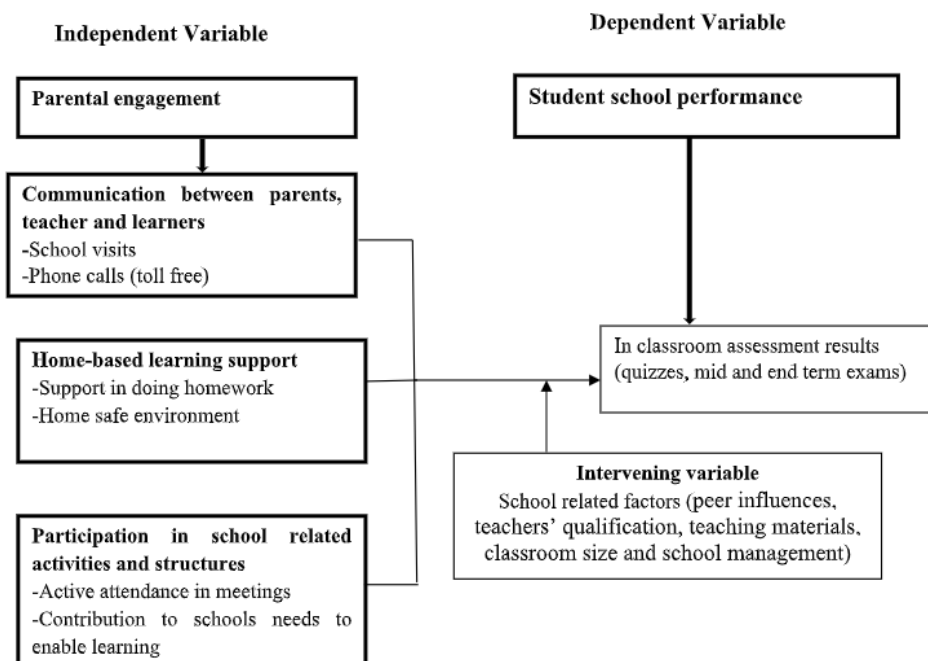 Independent Variable
Dependent Variable
Parental engagement
Student school performance
Communication between parents,
teacher and learners
-School visits
-Phone calls (toll free)
Home-based learning support
-Support in doing homework
-Home safe environment
In classroom assessment results
(quizzes, mid and end term exams)
Intervening variable
School related factors (peer influences,
teachers’ qualification, teaching materials,
classroom size and school management)
Participation in school related
activities and structures
-Active attendance in meetings
-Contribution to schools needs to
enable learning